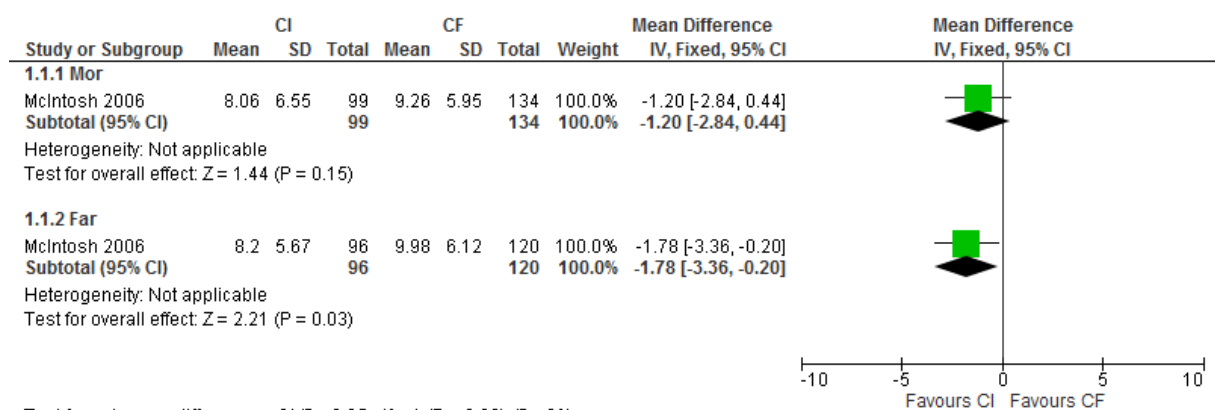 CI CF Mean Difference Mean Difference
Study or Subgroup Mean SD Total Mean SD Total Weight IV, Fixed, 95% CI IV, Fixed, 95% CI
1.1.1 Mor
McIntosh 2006 8.06 6.55 99 9.26 5.95 134 100.0% -1.20 [-2.84, 0.44]
Subtotal (95% CI) 99 134 100.0% -1.20 [-2.84, 0.44]
Heterogeneity: Not applicable
Test for overall effect: Z = 1.44 (P = 0.15)
1.1.2 Far
McIntosh 2006 8.2 5.67 96 9.98 6.12 120 100.0% -1.78 [-3.36, -0.20]
Subtotal (95% CI) 96 120 100.0% -1.78 [-3.36, -0.20]
Heterogeneity: Not applicable
Test for overall effect: Z = 2.21 (P = 0.03)
-10 -5 0 5 10
Favours CI Favours CF